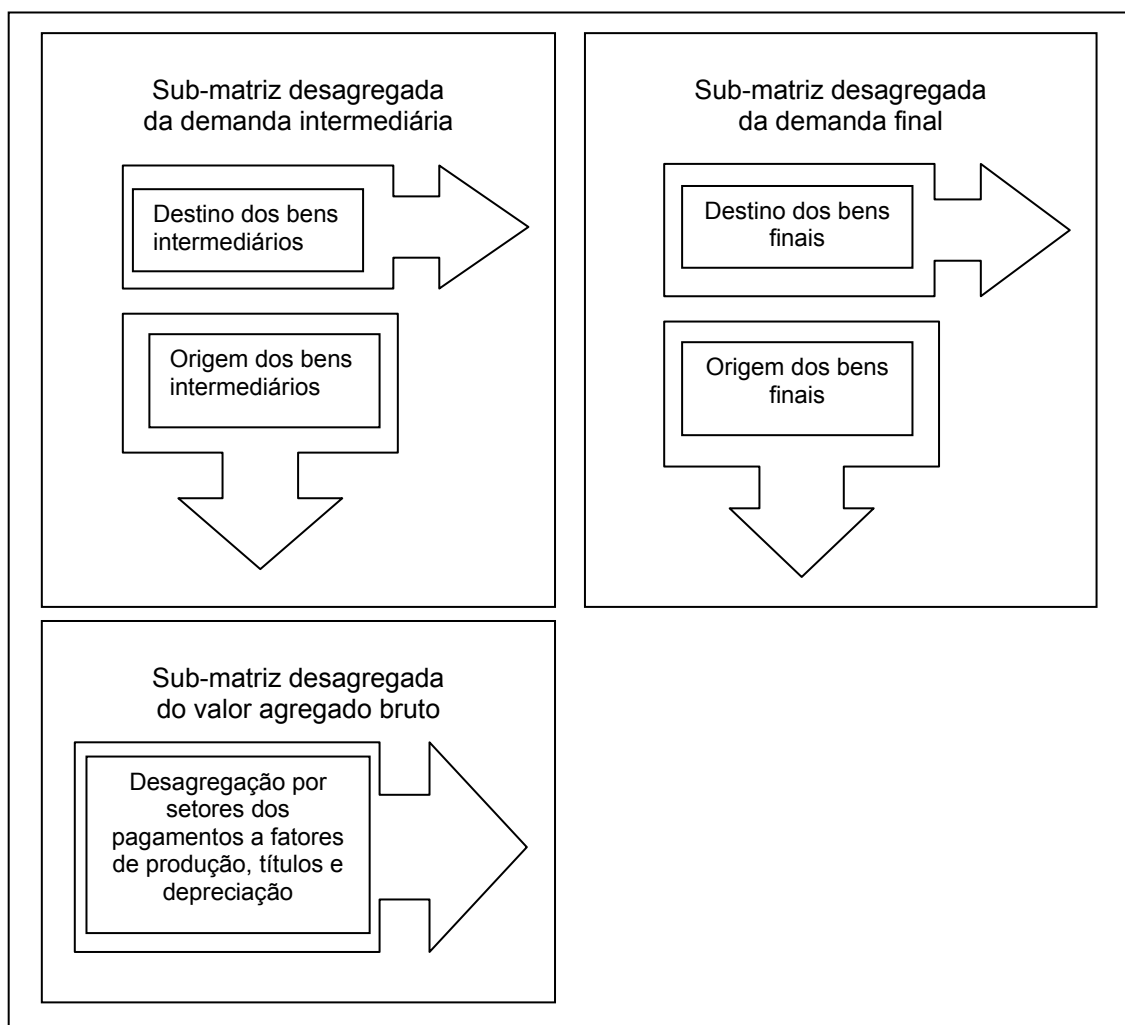 Sub-matriz desagregada
da demanda intermediária
Destino dos bens
intermediários
Origem dos bens
intermediários
Sub-matriz desagregada
da demanda final
Destino dos bens
finais
Origem dos bens
finais
Sub-matriz desagregada
do valor agregado bruto
Desagregação por
setores dos
pagamentos a fatores
de produção, títulos e
depreciação